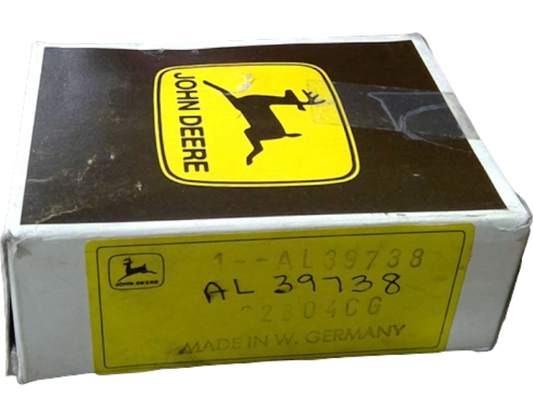 JOHN DEERE
JOHN DEERE
1--AL39738
AL 39738
MADE IN W. GERMANY